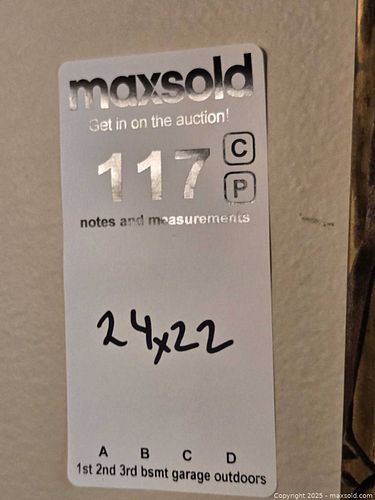 maxsold
Get in on the auction!
117
C
P
notes and measurements
24x22
A B C D
1st 2nd 3rd bsmt garage outdoors
Copyright 2025 - maxsold.com